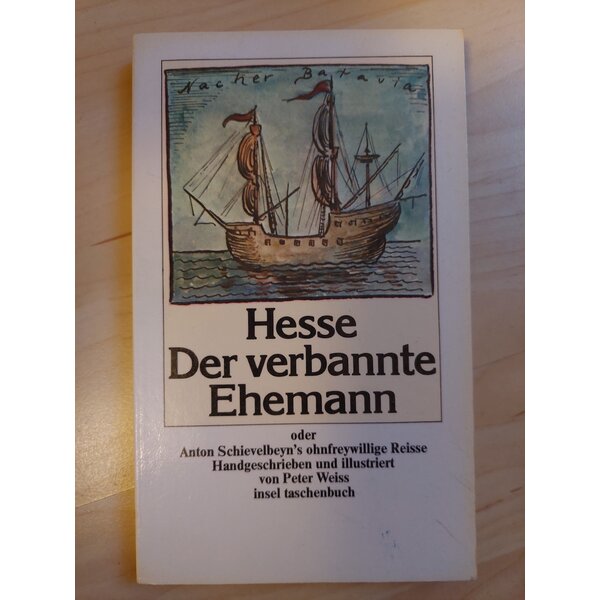 Nacher Batavia
Hesse
Der verbannte
Ehemann
oder
Anton Schievelbeyn's ohnfreywillige Reisse
Handgeschrieben und illustriert
von Peter Weiss
insel taschenbuch